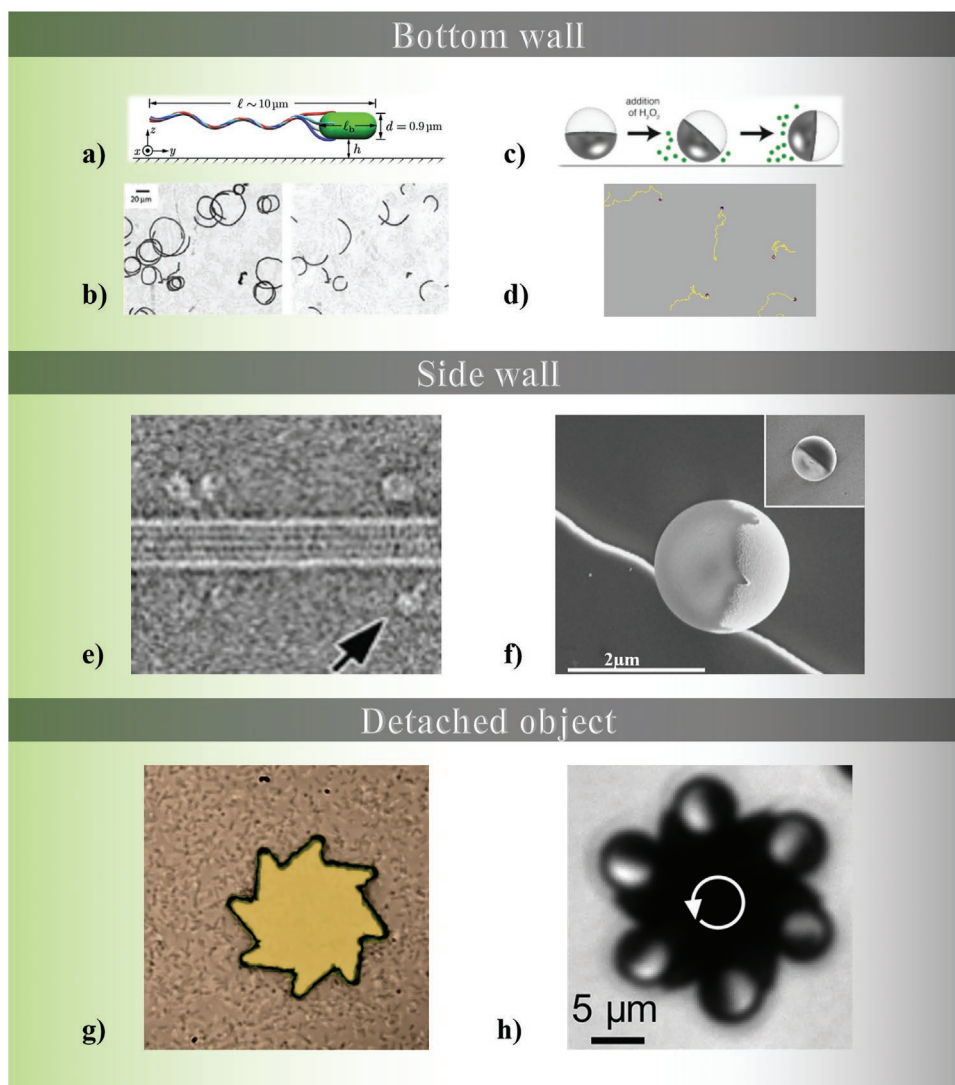 Bottom wall
a)
ℓ ∼ 10 μm
ℓb
d = 0.9 μm
h
z
x
y
c)
addition
of H2O2
b)
20 μm
d)
Side wall
e)
f)
2μm
Detached object
g)
h)
5 μm